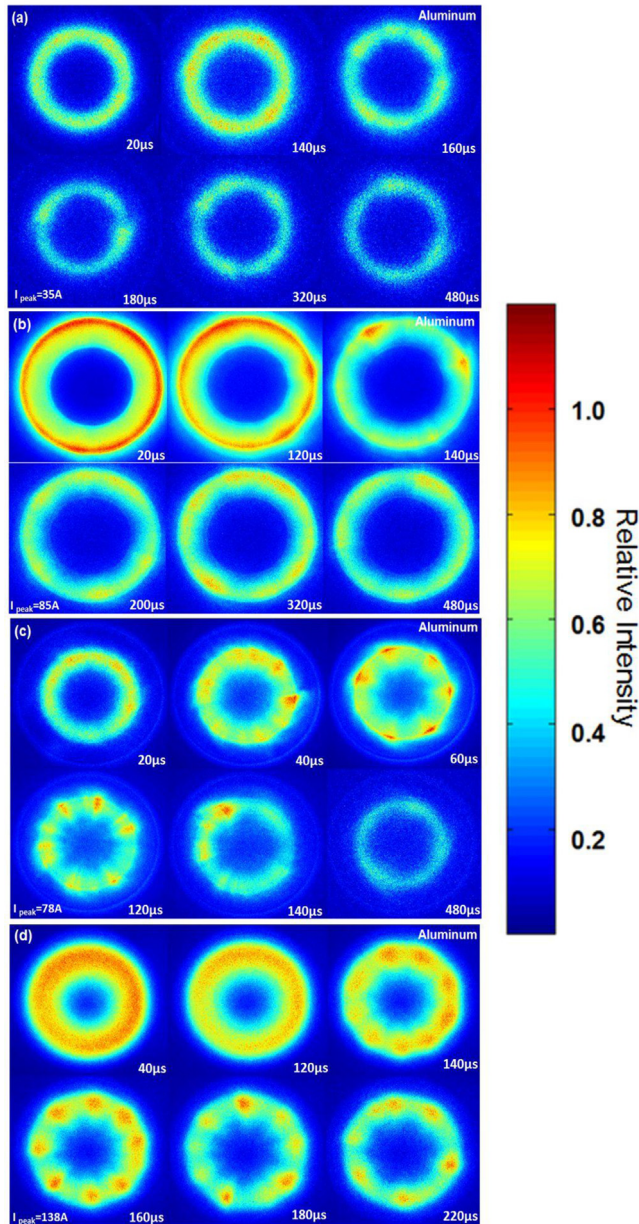 (a) Aluminum
20µs 140µs 160µs
I peak=35A 180µs 320µs 480µs
(b) Aluminum
20µs 120µs 140µs
I peak=85A 200µs 320µs 480µs
(c) Aluminum
20µs 40µs 60µs
I peak=78A 120µs 140µs 480µs
(d) Aluminum
40µs 120µs 140µs
I peak=138A 160µs 180µs 220µs
1.0
0.8
0.6
0.4
0.2
Relative Intensity